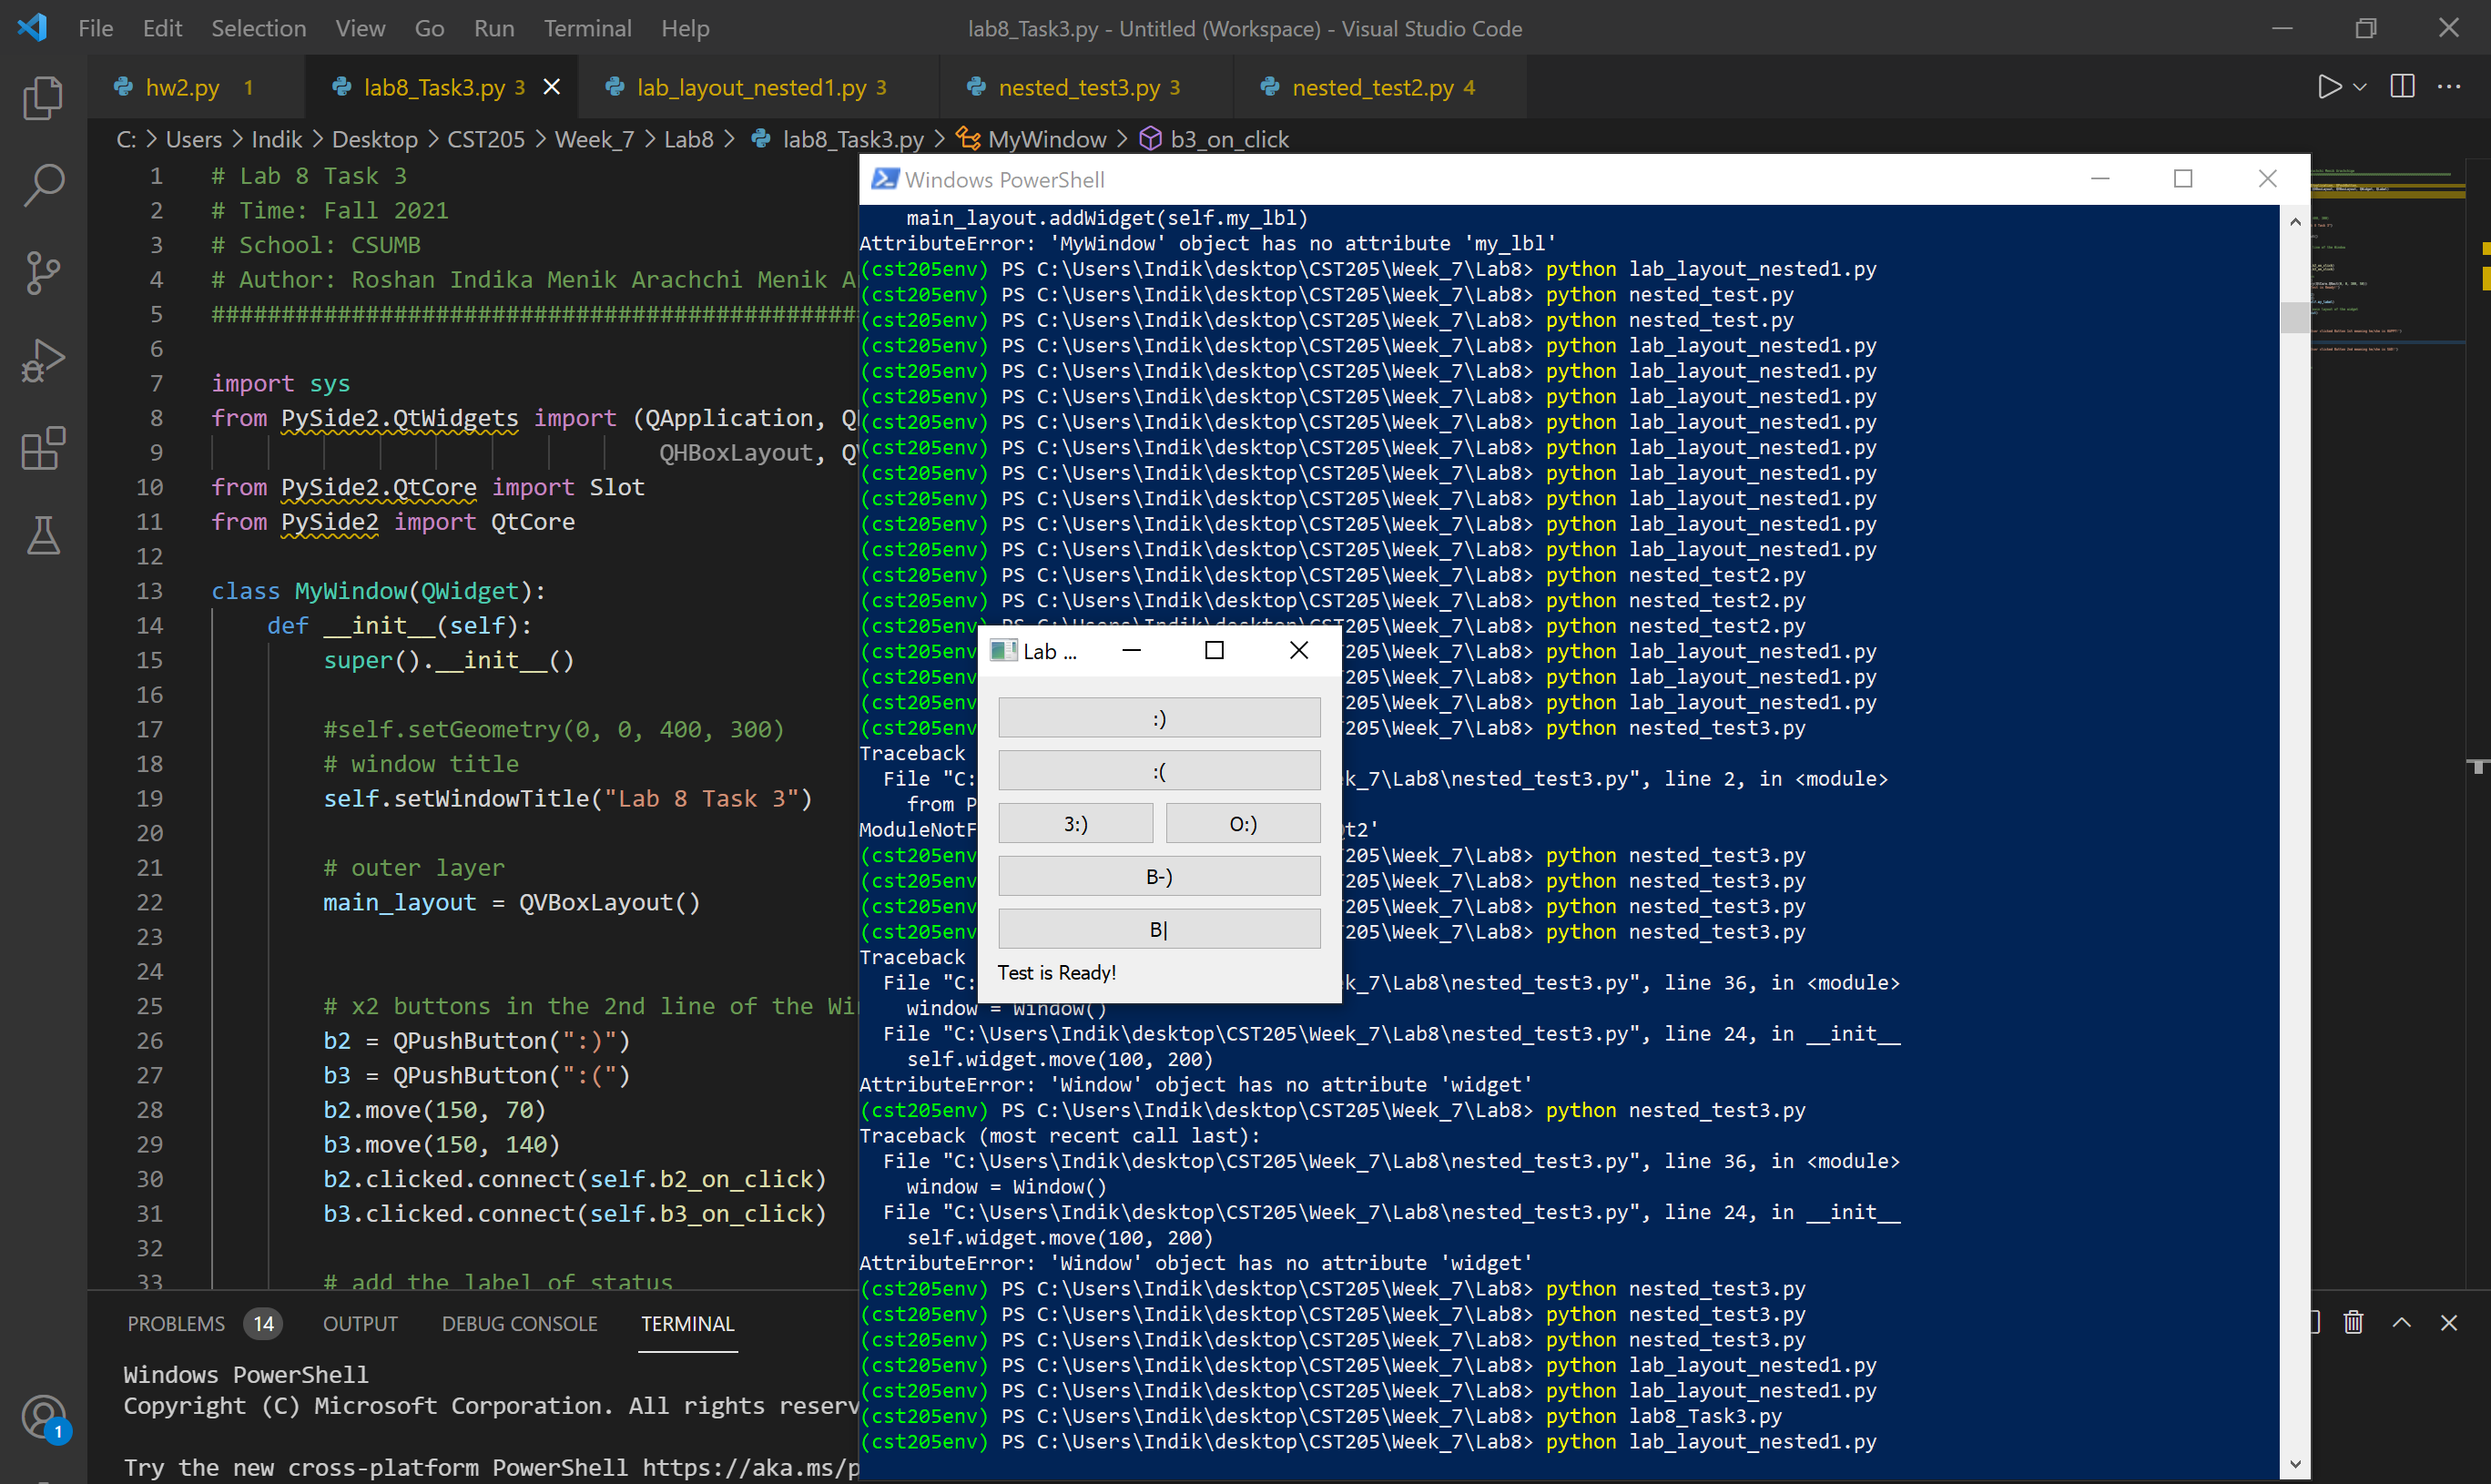 File Edit Selection View Go Run Terminal Help
lab8_Task3.py - Untitled (Workspace) - Visual Studio Code
hw2.py 1
lab8_Task3.py 3
lab_layout_nested1.py 3
nested_test3.py 3
nested_test2.py 4
C: > Users > Indik > Desktop > CST205 > Week_7 > Lab8 > lab8_Task3.py > MyWindow > b3_on_click
1 # Lab 8 Task 3
2 # Time: Fall 2021
3 # School: CSUMB
4 # Author: Roshan Indika Menik Arachchi Menik A
5 ###############################################
6
7 import sys
8 from PySide2.QtWidgets import (QApplication,
9 QHBoxLayout,
10 from PySide2.QtCore import Slot
11 from PySide2 import QtCore
12
13 class MyWindow(QWidget):
14 def __init__(self):
15 super().__init__()
16
17 #self.setGeometry(0, 0, 400, 300)
18 # window title
19 self.setWindowTitle("Lab 8 Task 3")
20
21 # outer layer
22 main_layout = QVBoxLayout()
23
24
25 # x2 buttons in the 2nd line of the Wi
26 b2 = QPushButton(":)")
27 b3 = QPushButton(":(")
28 b2.move(150, 70)
29 b3.move(150, 140)
30 b2.clicked.connect(self.b2_on_click)
31 b3.clicked.connect(self.b3_on_click)
32
33 # add the label of status
PROBLEMS 14 OUTPUT DEBUG CONSOLE TERMINAL
Windows PowerShell
Copyright (C) Microsoft Corporation. All rights reserv
Try the new cross-platform PowerShell https://aka.ms/p
1
Windows PowerShell
main_layout.addWidget(self.my_lbl)
AttributeError: 'MyWindow' object has no attribute 'my_lbl'
(cst205env) PS C:\Users\Indik\desktop\CST205\Week_7\Lab8> python lab_layout_nested1.py
(cst205env) PS C:\Users\Indik\desktop\CST205\Week_7\Lab8> python nested_test.py
(cst205env) PS C:\Users\Indik\desktop\CST205\Week_7\Lab8> python nested_test.py
(cst205env) PS C:\Users\Indik\desktop\CST205\Week_7\Lab8> python lab_layout_nested1.py
(cst205env) PS C:\Users\Indik\desktop\CST205\Week_7\Lab8> python lab_layout_nested1.py
(cst205env) PS C:\Users\Indik\desktop\CST205\Week_7\Lab8> python lab_layout_nested1.py
(cst205env) PS C:\Users\Indik\desktop\CST205\Week_7\Lab8> python lab_layout_nested1.py
(cst205env) PS C:\Users\Indik\desktop\CST205\Week_7\Lab8> python lab_layout_nested1.py
(cst205env) PS C:\Users\Indik\desktop\CST205\Week_7\Lab8> python lab_layout_nested1.py
(cst205env) PS C:\Users\Indik\desktop\CST205\Week_7\Lab8> python lab_layout_nested1.py
(cst205env) PS C:\Users\Indik\desktop\CST205\Week_7\Lab8> python lab_layout_nested1.py
(cst205env) PS C:\Users\Indik\desktop\CST205\Week_7\Lab8> python lab_layout_nested1.py
(cst205env) PS C:\Users\Indik\desktop\CST205\Week_7\Lab8> python nested_test2.py
(cst205env) PS C:\Users\Indik\desktop\CST205\Week_7\Lab8> python nested_test2.py
(cst205env) PS C:\Users\Indik\desktop\CST205\Week_7\Lab8> python nested_test2.py
(cst205env 205\Week_7\Lab8> python lab_layout_nested1.py
(cst205env 205\Week_7\Lab8> python lab_layout_nested1.py
(cst205env 205\Week_7\Lab8> python lab_layout_nested1.py
(cst205env 205\Week_7\Lab8> python nested_test3.py
Traceback
File "C: k_7\Lab8\nested_test3.py", line 2, in <module>
from P
ModuleNotF t2'
(cst205env 205\Week_7\Lab8> python nested_test3.py
(cst205env 205\Week_7\Lab8> python nested_test3.py
(cst205env 205\Week_7\Lab8> python nested_test3.py
(cst205env 205\Week_7\Lab8> python nested_test3.py
Traceback
File "C: k_7\Lab8\nested_test3.py", line 36, in <module>
window = Window()
File "C:\Users\Indik\desktop\CST205\Week_7\Lab8\nested_test3.py", line 24, in __init__
self.widget.move(100, 200)
AttributeError: 'Window' object has no attribute 'widget'
(cst205env) PS C:\Users\Indik\desktop\CST205\Week_7\Lab8> python nested_test3.py
Traceback (most recent call last):
File "C:\Users\Indik\desktop\CST205\Week_7\Lab8\nested_test3.py", line 36, in <module>
window = Window()
File "C:\Users\Indik\desktop\CST205\Week_7\Lab8\nested_test3.py", line 24, in __init__
self.widget.move(100, 200)
AttributeError: 'Window' object has no attribute 'widget'
(cst205env) PS C:\Users\Indik\desktop\CST205\Week_7\Lab8> python nested_test3.py
(cst205env) PS C:\Users\Indik\desktop\CST205\Week_7\Lab8> python nested_test3.py
(cst205env) PS C:\Users\Indik\desktop\CST205\Week_7\Lab8> python nested_test3.py
(cst205env) PS C:\Users\Indik\desktop\CST205\Week_7\Lab8> python lab_layout_nested1.py
(cst205env) PS C:\Users\Indik\desktop\CST205\Week_7\Lab8> python lab_layout_nested1.py
(cst205env) PS C:\Users\Indik\desktop\CST205\Week_7\Lab8> python lab8_Task3.py
(cst205env) PS C:\Users\Indik\desktop\CST205\Week_7\Lab8> python lab_layout_nested1.py
Lab ...
:)
:(
3:) O:)
B-)
B|
Test is Ready!